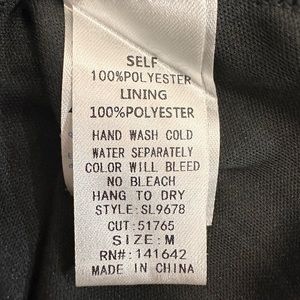 SELF
100%POLYESTER
LINING
100%POLYESTER
HAND WASH COLD
WATER SEPARATELY
COLOR WILL BLEED
NO BLEACH
HANG TO DRY
STYLE:SL9678
CUT:51765
SIZE:M
RN#:141642
MADE IN CHINA